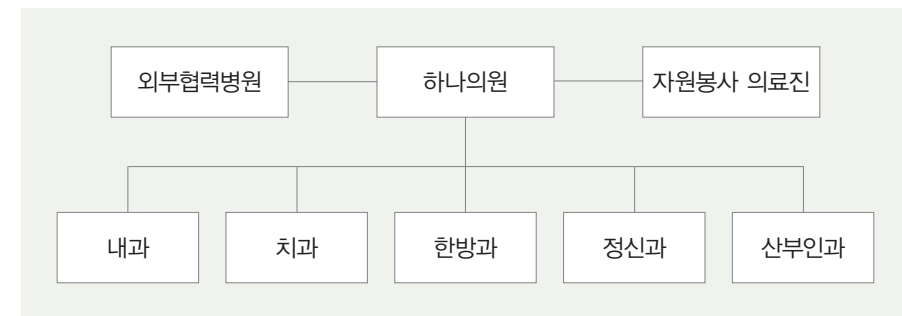 외부협력병원
하나의원
자원봉사 의료진
내과
치과
한방과
정신과
산부인과